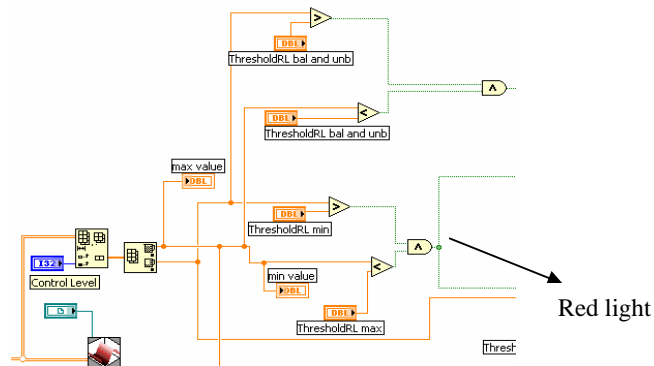 >
DBL
ThresholdRL bal and unb
∧
<
DBL
ThresholdRL bal and unb
max value
DBL
>
DBL
ThresholdRL min
∧
I32
Control Level
min value
DBL
<
DBL
ThresholdRL max
Red light
Thresh